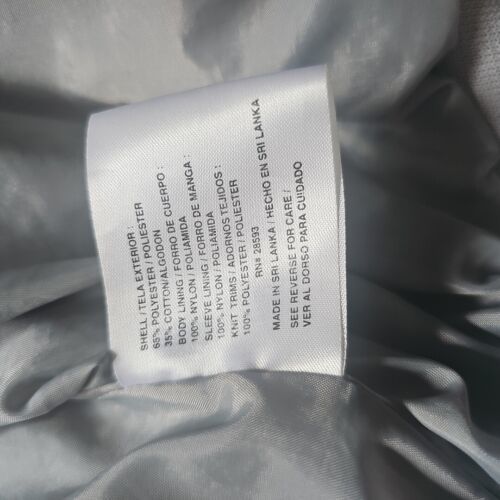 SHELL / TELA EXTERIOR :
65% POLYESTER / POLIESTER
35% COTTON/ALGODON
BODY LINING / FORRO DE CUERPO :
100% NYLON / POLIAMIDA
SLEEVE LINING / FORRO DE MANGA :
100% NYLON / POLIAMIDA
KNIT TRIMS / ADORNOS TEJIDOS :
100% POLYESTER / POLIESTER
RN# 28593
MADE IN SRI LANKA / HECHO EN SRI LANKA
SEE REVERSE FOR CARE /
VER AL DORSO PARA CUIDADO